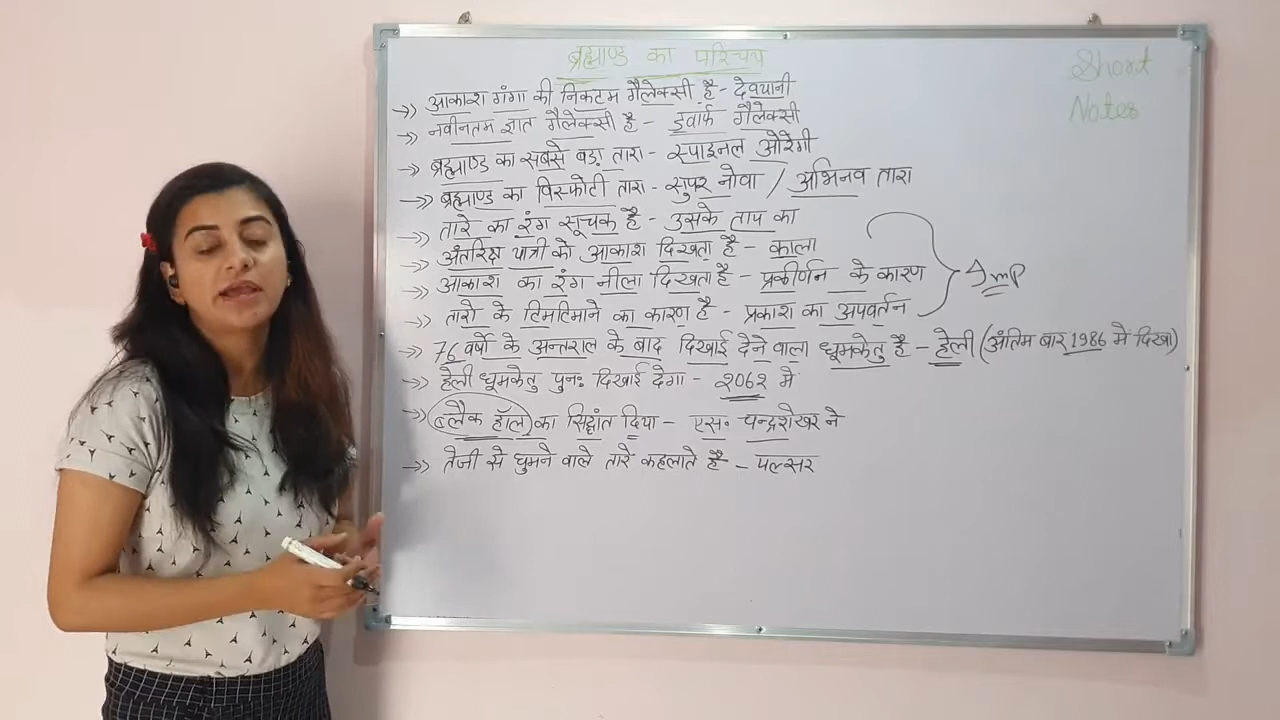 ब्रह्माण्ड का परिचय
Short
Notes
->> आकाश गंगा की निकटम गैलेक्सी है - देवयानी
->> नवीनतम ज्ञात गैलेक्सी है - ड्वार्फ गैलेक्सी
->> ब्रह्माण्ड का सबसे बड़ा तारा - स्पाइनल ओरेगी
->> ब्रह्माण्ड का विस्फोटी तारा - सुपर नोवा / अभिनव तारा
->> तारे का रंग सूचक है - उसके ताप का
->> अंतरिक्ष यात्री को आकाश दिखता है - काला
->> आकाश का रंग नीला दिखता है - प्रकीर्णन के कारण
Imp
->> तारो के टिमटिमाने का कारण है - प्रकाश का अपवर्तन
->> 76 वर्षो के अन्तराल के बाद दिखाई देने वाला धूमकेतु है - हेली (अंतिम बार 1986 मे दिखा)
->> हेली धूमकेतु पुनः दिखाई देगा - 2062 मे
->> ब्लैक हॉल का सिद्धांत दिया - एस॰ चन्द्रशेखर ने
->> तेजी से घुमने वाले तारे कहलाते है - पल्सर